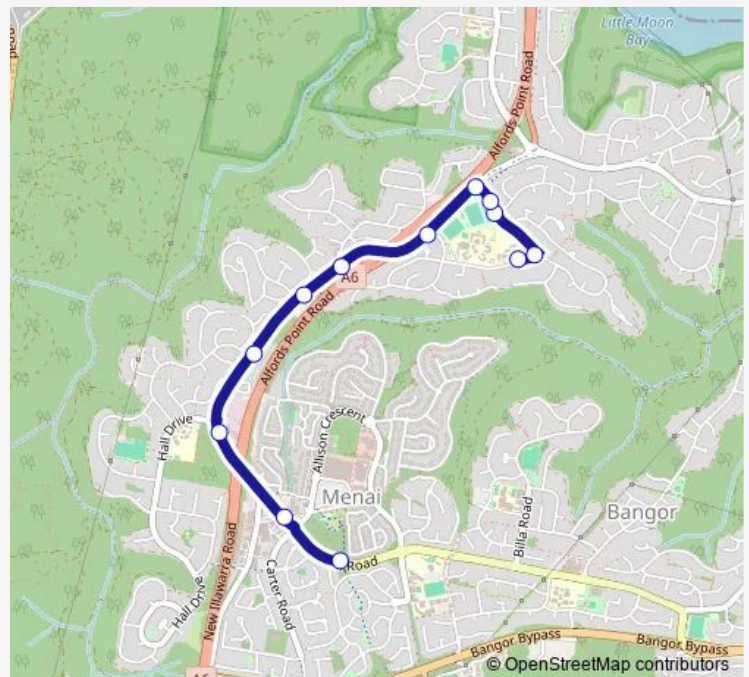 Little Moon
Bay
Alfords Point Road
A6
Alfords Point Road
Hall Drive
Allison Crescent
Menai
Bangor
Billa Road
Road
New Illawarra Road
Hall Drive
Carter Road
Bangor Bypass
Bangor Bypass
A6
© OpenStreetMap contributors